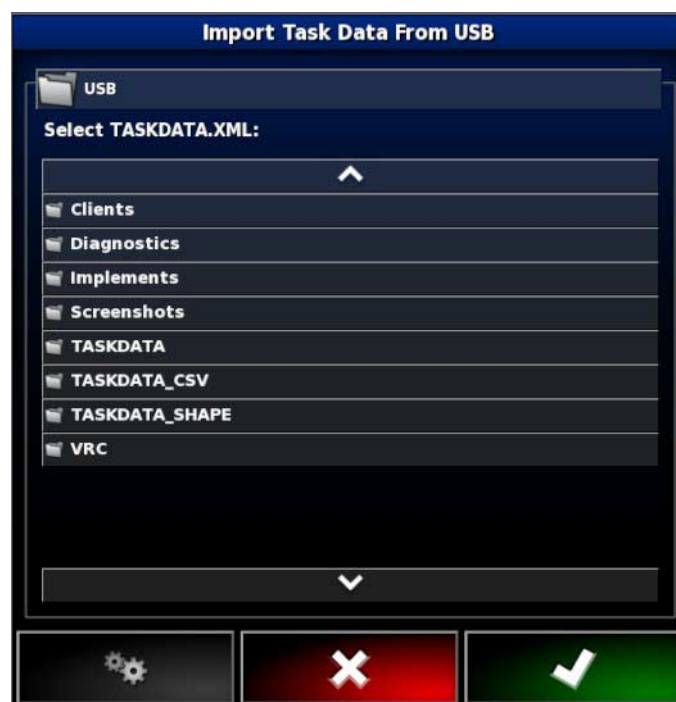 Import Task Data From USB
USB
Select TASKDATA.XML:
Clients
Diagnostics
Implements
Screenshots
TASKDATA
TASKDATA_CSV
TASKDATA_SHAPE
VRC